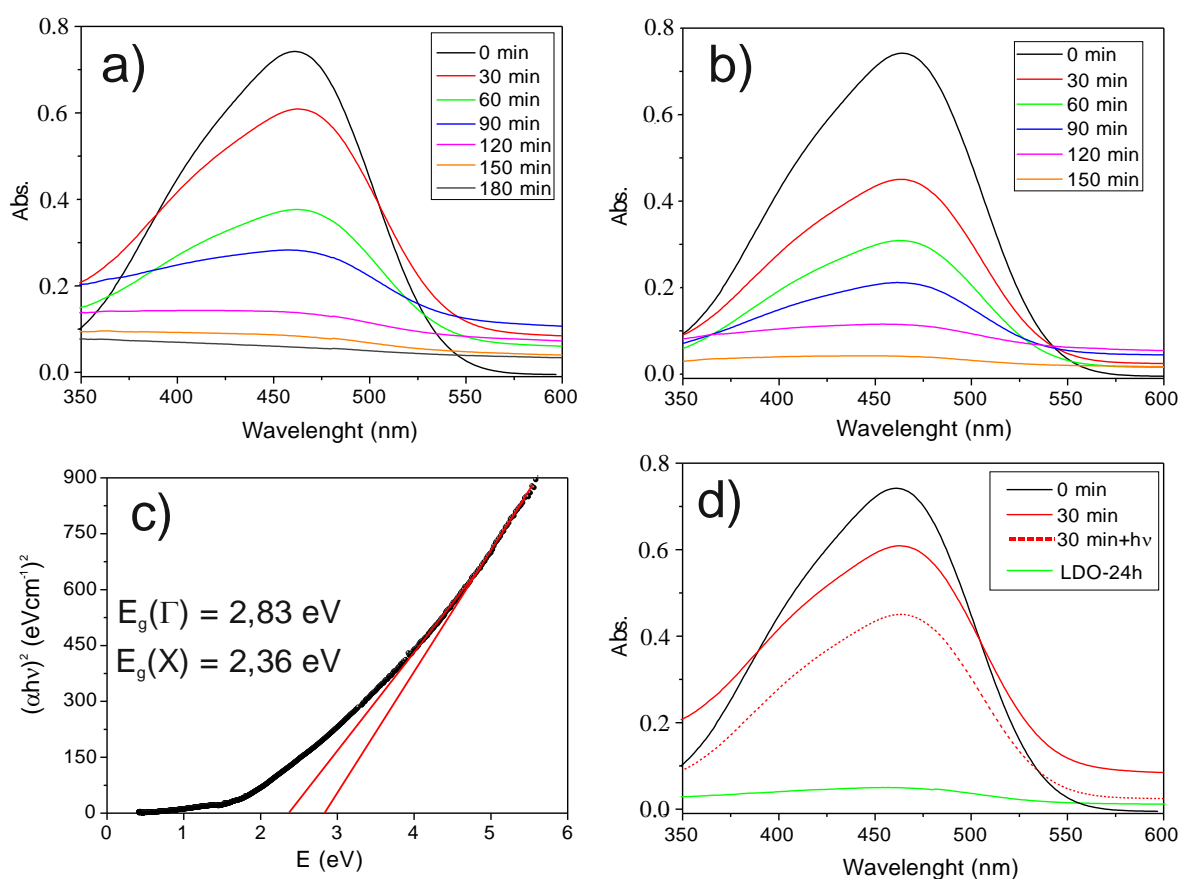 a)
0.8
0.6
0.4
0.2
0.0
Abs.
350 400 450 500 550 600
Wavelenght (nm)
0 min
30 min
60 min
90 min
120 min
150 min
180 min
b)
0.8
0.6
0.4
0.2
0.0
Abs.
350 400 450 500 550 600
Wavelenght (nm)
0 min
30 min
60 min
90 min
120 min
150 min
c)
900
750
600
450
300
150
0
(αhν)² (eVcm⁻¹)²
E_g(Γ) = 2,83 eV
E_g(X) = 2,36 eV
0 1 2 3 4 5 6
E (eV)
d)
0.8
0.6
0.4
0.2
0.0
Abs.
350 400 450 500 550 600
Wavelenght (nm)
0 min
30 min
30 min+hν
LDO-24h